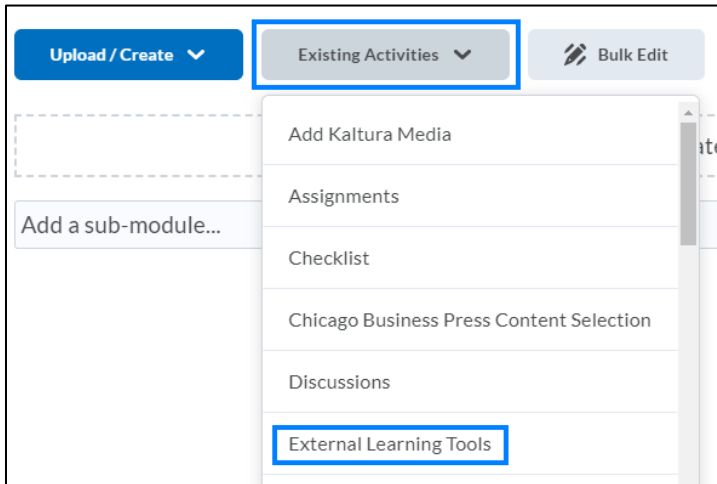 Upload / Create
Existing Activities
Bulk Edit
Add Kaltura Media
Assignments
Add a sub-module...
Checklist
Chicago Business Press Content Selection
Discussions
External Learning Tools